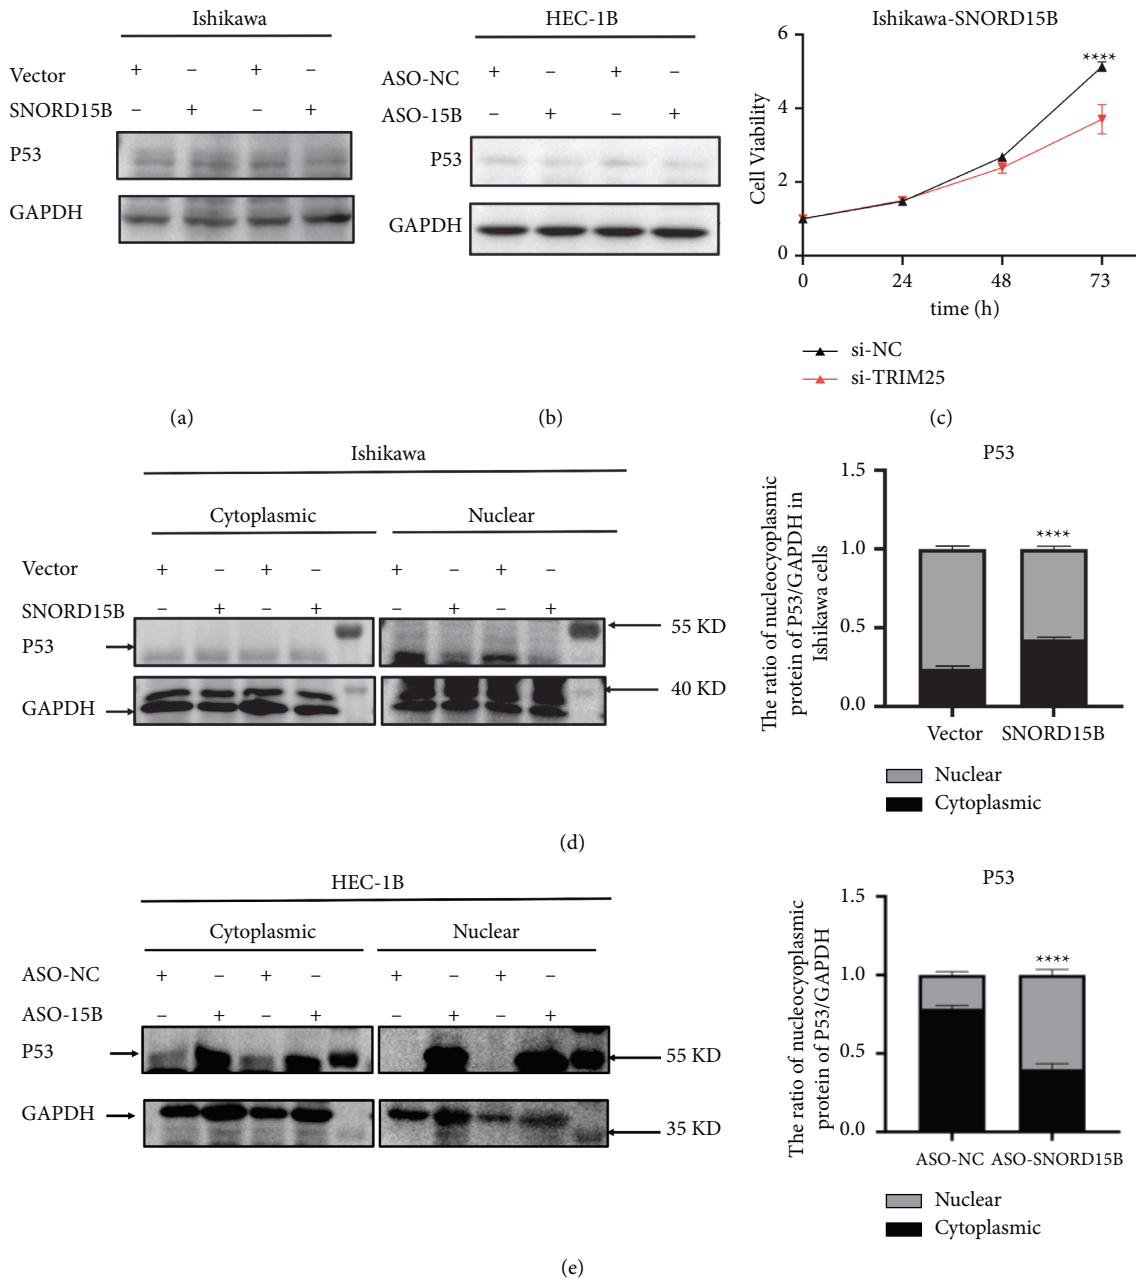 Ishikawa
Vector + – + –
SNORD15B – + – +
P53
GAPDH
(a)
HEC-1B
ASO-NC + – + –
ASO-15B – + – +
P53
GAPDH
(b)
Ishikawa-SNORD15B
Cell Viability
6
4
2
0
****
0 24 48 73
time (h)
si-NC
si-TRIM25
(c)
Ishikawa
Cytoplasmic Nuclear
Vector + – + – + – + –
SNORD15B – + – + – + – +
P53
55 KD
GAPDH
40 KD
P53
The ratio of nucleocyoplasmic
protein of P53/GAPDH in
Ishikawa cells
1.5
1.0
0.5
0.0
****
Vector SNORD15B
Nuclear
Cytoplasmic
(d)
HEC-1B
Cytoplasmic Nuclear
ASO-NC + – + – + – + –
ASO-15B – + – + – + – +
P53
55 KD
GAPDH
35 KD
P53
The ratio of nucleocyoplasmic
protein of P53/GAPDH
1.5
1.0
0.5
0.0
****
ASO-NC ASO-SNORD15B
Nuclear
Cytoplasmic
(e)